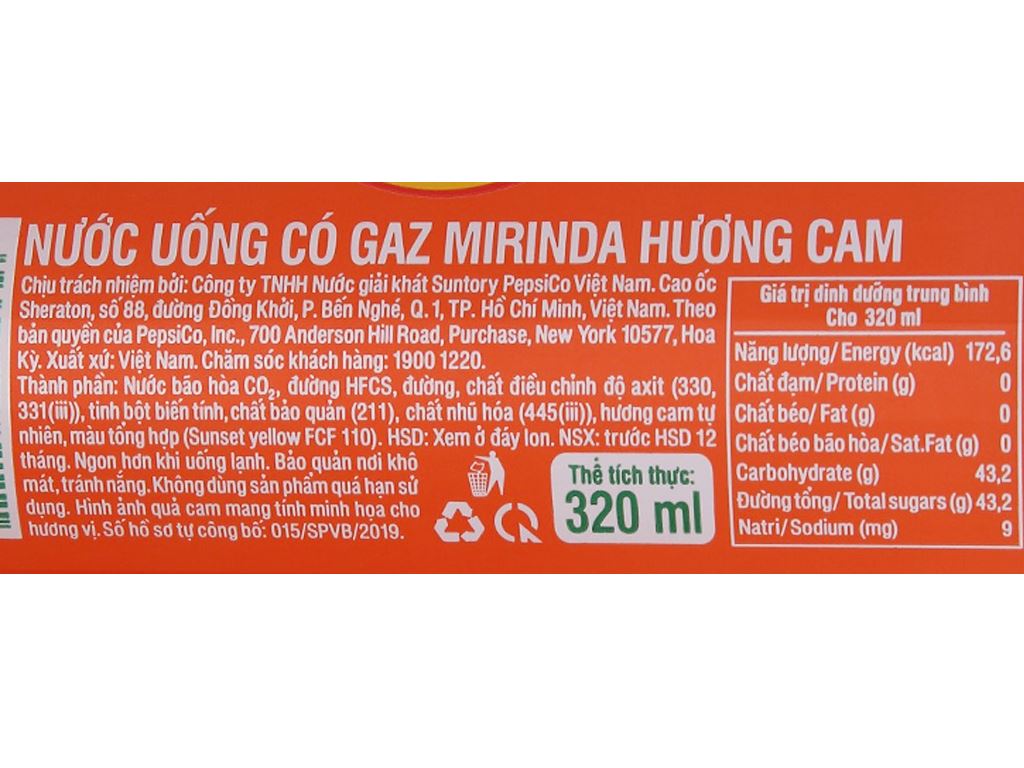 NƯỚC UỐNG CÓ GAZ MIRINDA HƯƠNG CAM
Chịu trách nhiệm bởi: Công ty TNHH Nước giải khát Suntory PepsiCo Việt Nam. Cao ốc
Sheraton, số 88, đường Đồng Khởi, P. Bến Nghé, Q. 1, TP. Hồ Chí Minh, Việt Nam. Theo
bản quyền của PepsiCo, Inc., 700 Anderson Hill Road, Purchase, New York 10577, Hoa
Kỳ. Xuất xứ: Việt Nam. Chăm sóc khách hàng: 1900 1220.
Thành phần: Nước bão hòa CO₂, đường HFCS, đường, chất điều chỉnh độ axit (330,
331(iii)), tinh bột biến tính, chất bảo quản (211), chất nhũ hóa (445(iii)), hương cam tự
nhiên, màu tổng hợp (Sunset yellow FCF 110). HSD: Xem ở đáy lon. NSX: trước HSD 12
tháng. Ngon hơn khi uống lạnh. Bảo quản nơi khô
mát, tránh nắng. Không dùng sản phẩm quá hạn sử
dụng. Hình ảnh quả cam mang tính minh họa cho
hương vị. Số hồ sơ tự công bố: 015/SPVB/2019.
Thể tích thực:
320 ml
Giá trị dinh dưỡng trung bình
Cho 320 ml
Năng lượng/ Energy (kcal) 172,6
Chất đạm/ Protein (g) 0
Chất béo/ Fat (g) 0
Chất béo bão hòa/ Sat.Fat (g) 0
Carbohydrate (g) 43,2
Đường tổng/ Total sugars (g) 43,2
Natri/ Sodium (mg) 9